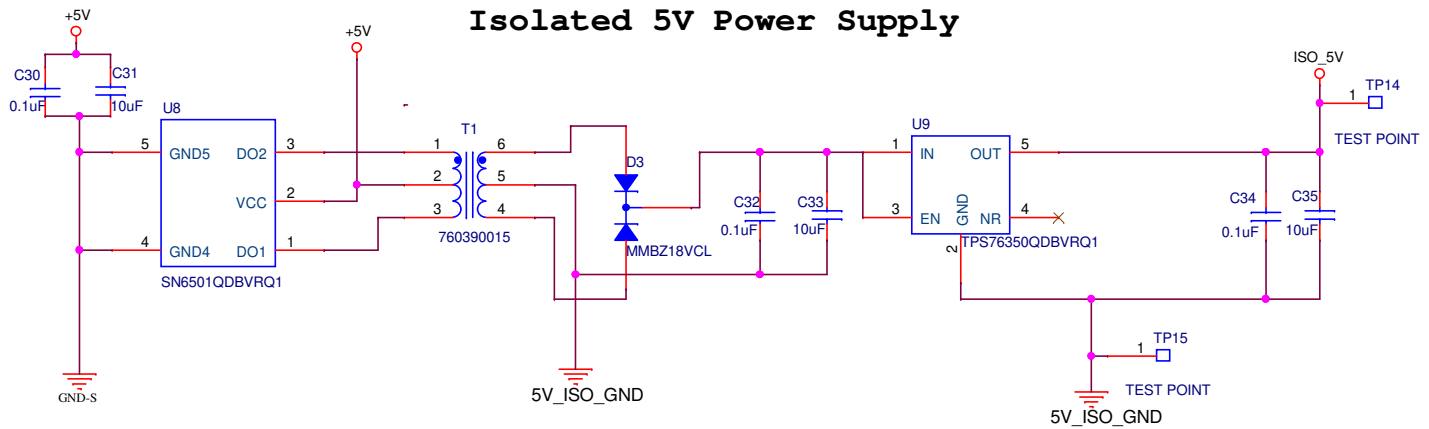 Isolated 5V Power Supply
+5V
C30
0.1uF
C31
10uF
U8
5 GND5 DO2 3
VCC 2
4 GND4 DO1 1
SN6501QDBVRQ1
GND-S
+5V
T1
1 6
2 5
3 4
760390015
D3
MMBZ18VCL
5V_ISO_GND
C32
0.1uF
C33
10uF
U9
1 IN OUT 5
3 EN GND NR 4
2
TPS76350QDBVRQ1
ISO_5V
1 TP14
TEST POINT
C34
0.1uF
C35
10uF
1 TP15
TEST POINT
5V_ISO_GND